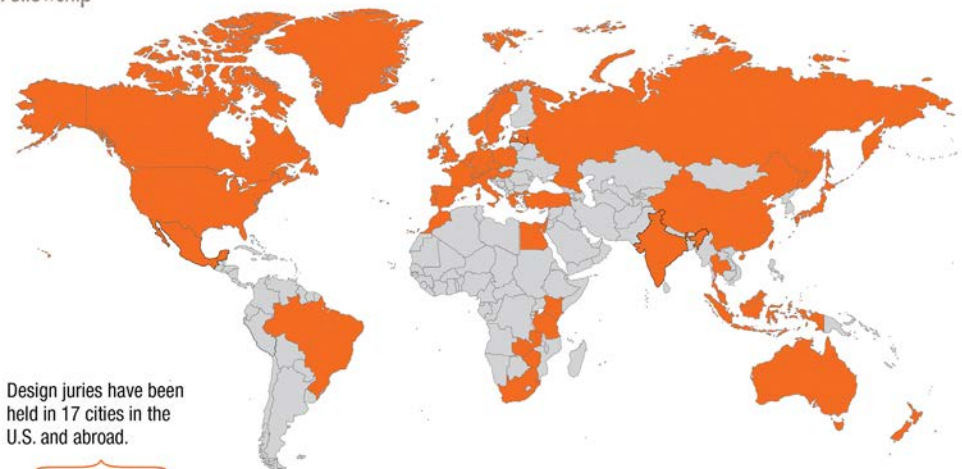 Design juries have been
held in 17 cities in the
U.S. and abroad.